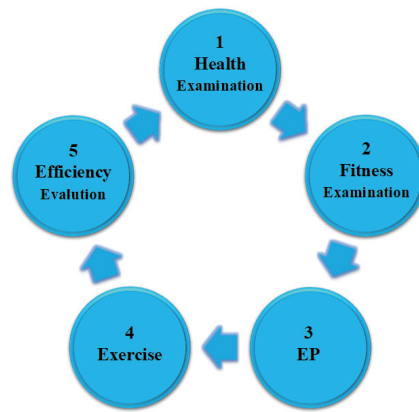 1
Health
Examination
2
Fitness
Examination
3
EP
4
Exercise
5
Efficiency
Evalution